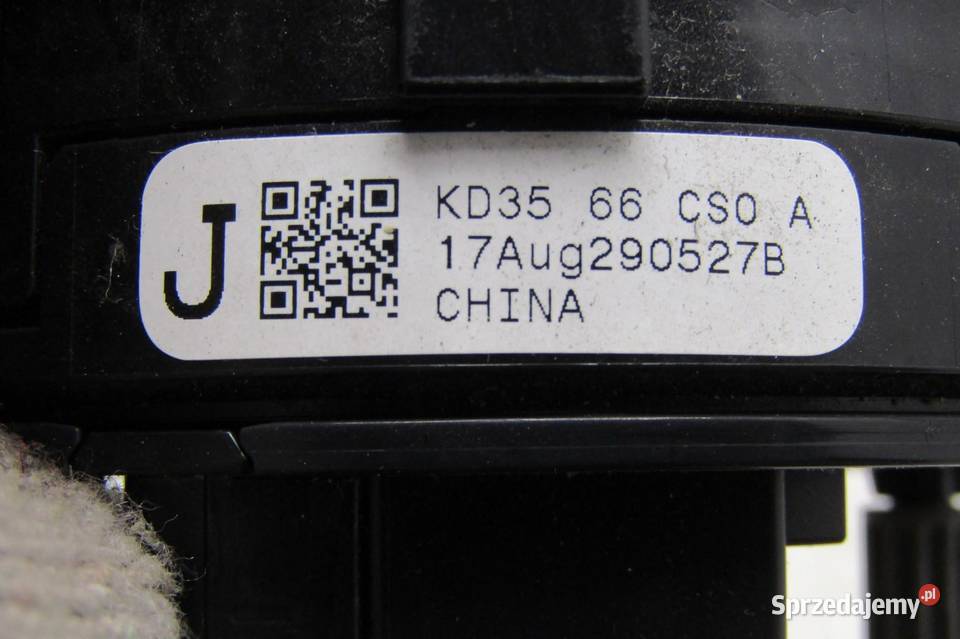 J
KD35 66 CS0 A
17Aug290527B
CHINA
Sprzedajemy.pl